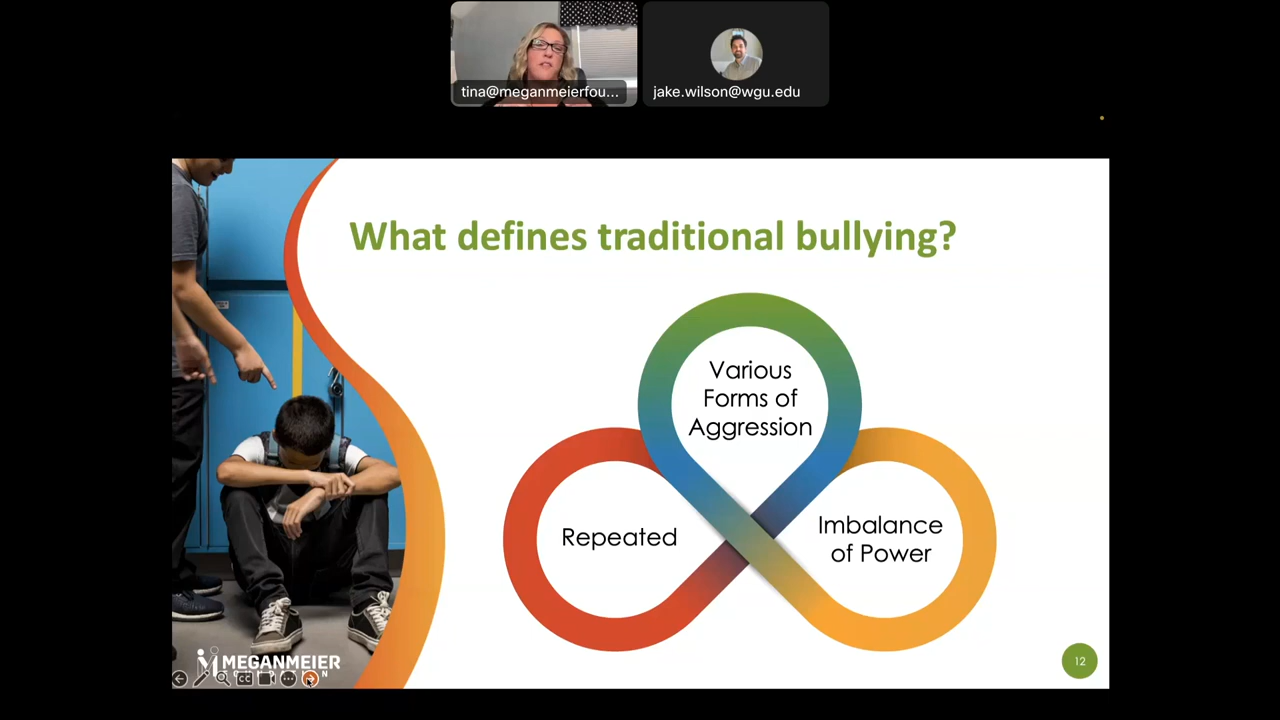 tina@meganmeierfou...
jake.wilson@wgu.edu
What defines traditional bullying?
Various
Forms of
Aggression
Repeated
Imbalance
of Power
MEGANMEIER
CC
12